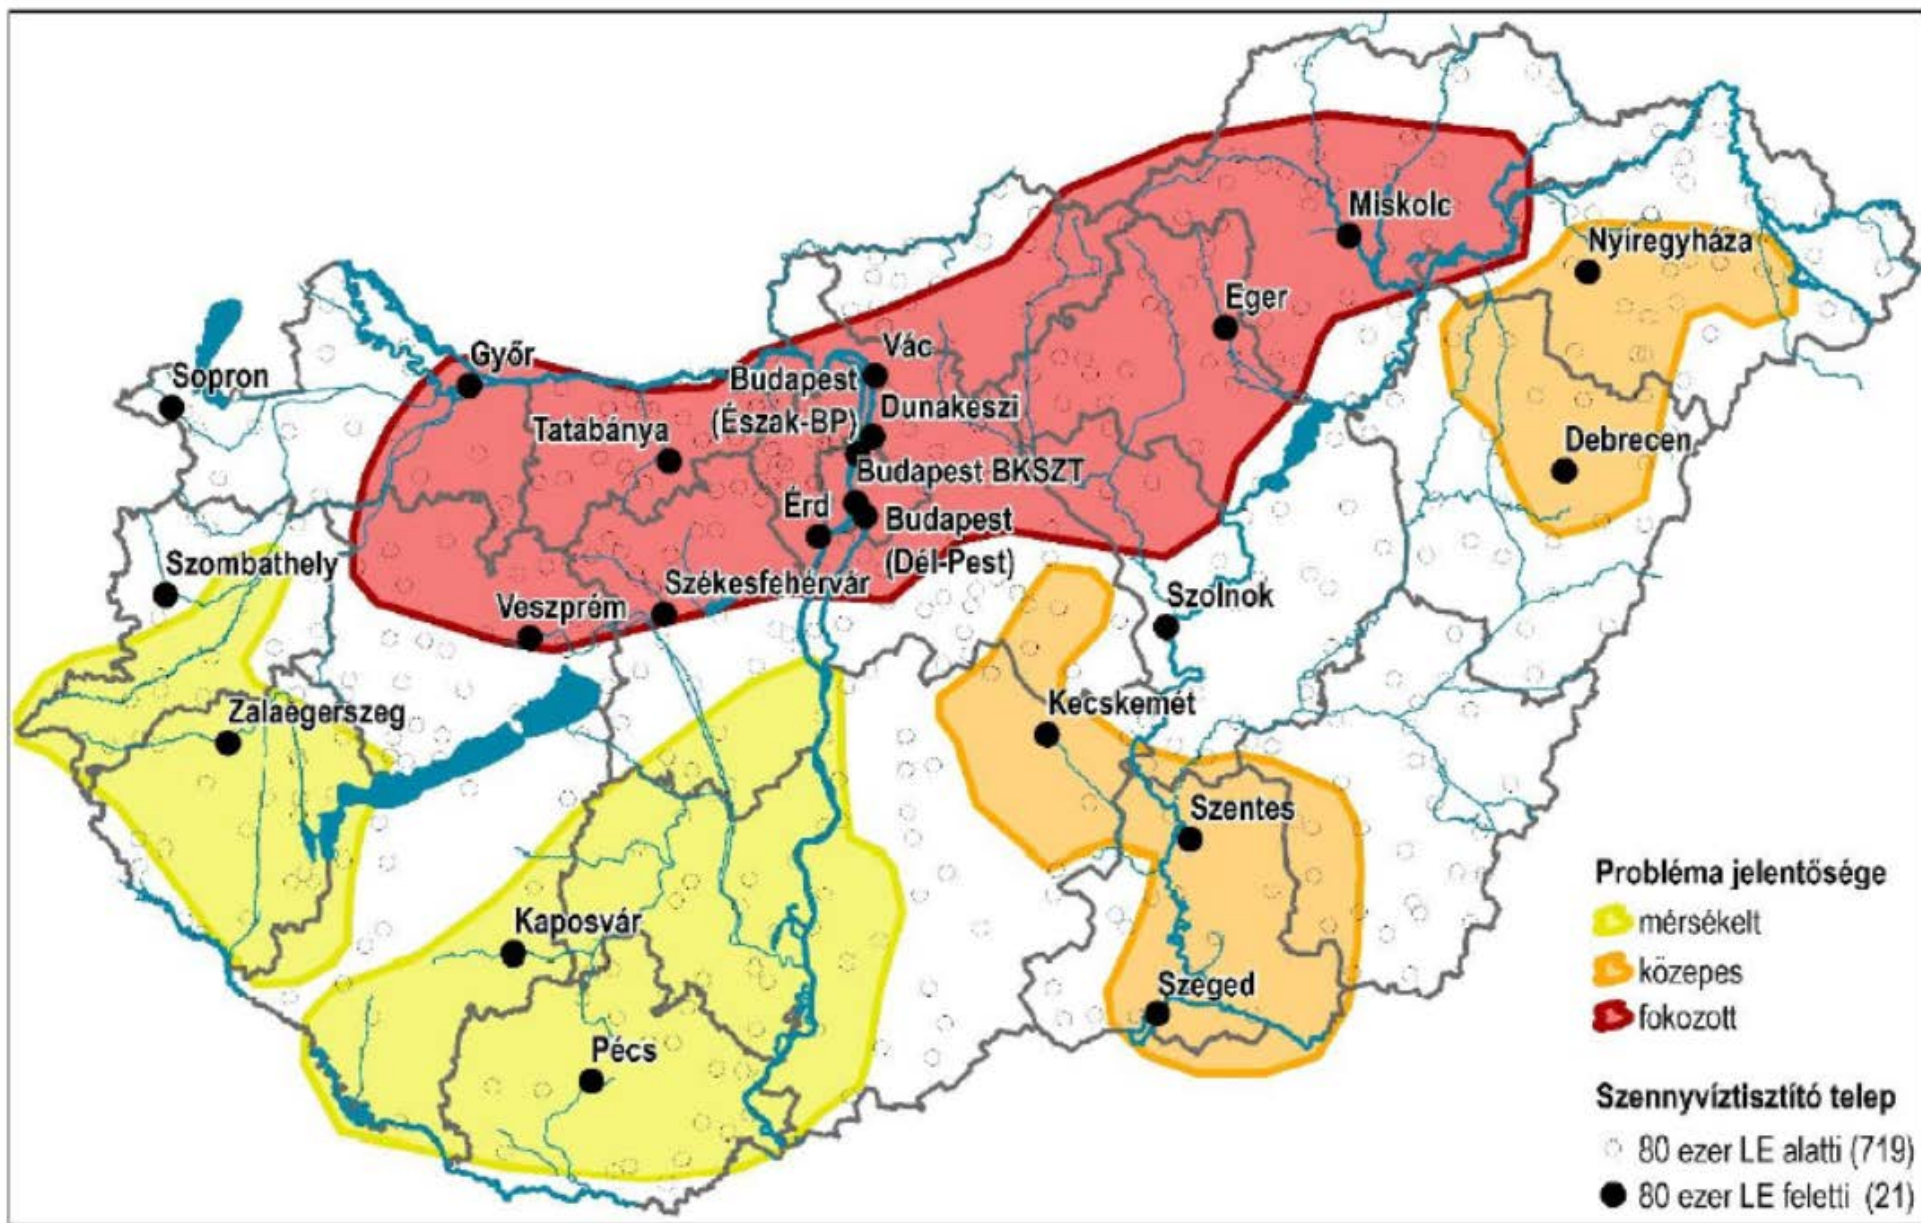 Miskolc
Nyíregyháza
Eger
Győr
Vác
Sopron
Budapest
(Észak-BP)
Dunakeszi
Tatabánya
Debrecen
Budapest BKSZT
Érd
Budapest
(Dél-Pest)
Szombathely
Székesfehérvár
Veszprém
Szolnok
Zalaegerszeg
Kecskemét
Szentes
Kaposvár
Szeged
Pécs
Probléma jelentősége
mérsékelt
közepes
fokozott
Szennyvíztisztító telep
80 ezer LE alatti (719)
80 ezer LE feletti (21)